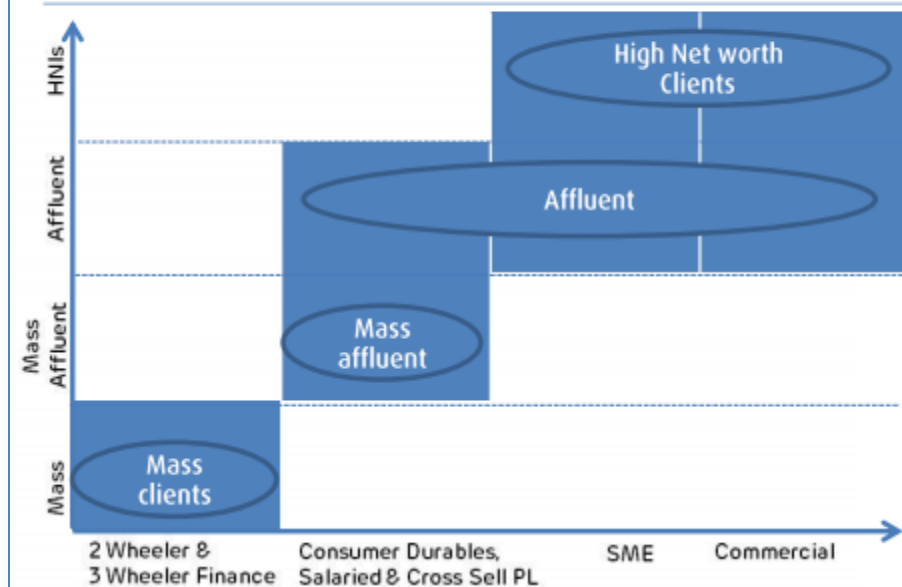 HNIs
High Net worth
Clients
Affluent
Affluent
Mass
Affluent
Mass
affluent
Mass
Mass
clients
2 Wheeler &
3 Wheeler Finance
Consumer Durables,
Salaried & Cross Sell PL
SME
Commercial